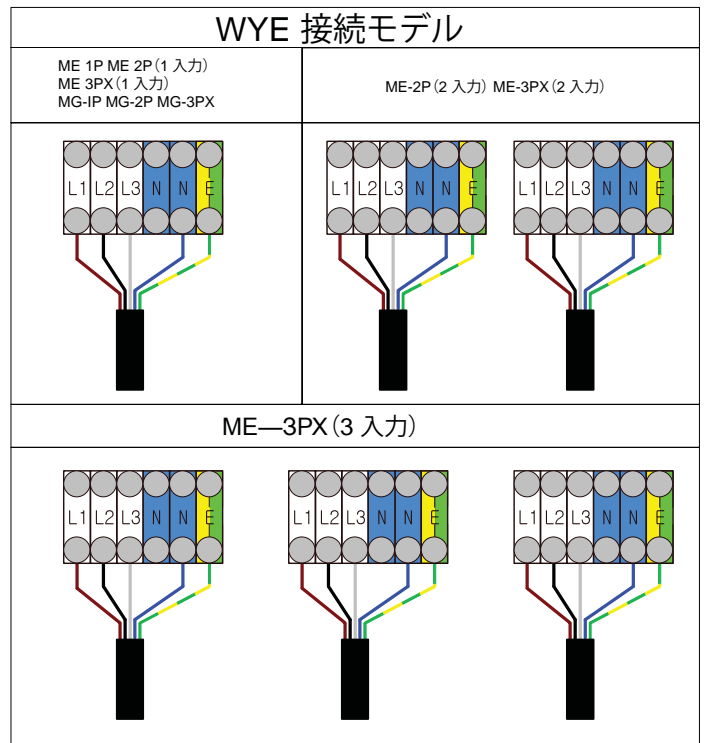 WYE 接続モデル
ME 1P ME 2P（1 入力）
ME 3PX（1 入力）
MG-IP MG-2P MG-3PX
ME-2P（2 入力） ME-3PX（2 入力）
L1 L2 L3 N N E
L1 L2 L3 N N E
L1 L2 L3 N N E
ME—3PX（3 入力）
L1 L2 L3 N N E
L1 L2 L3 N N E
L1 L2 L3 N N E